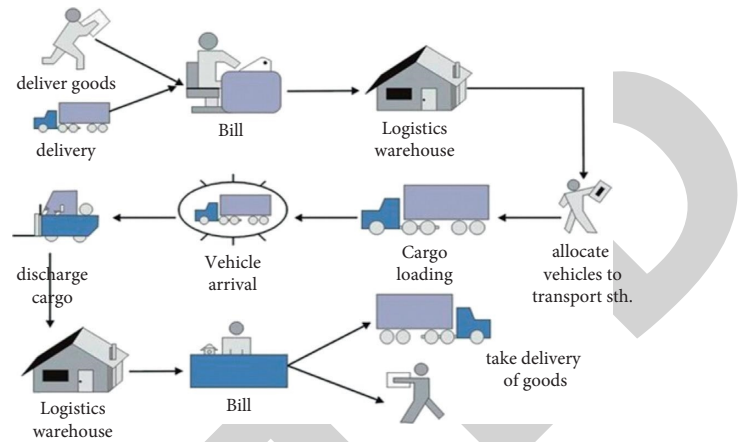 deliver goods
delivery
Bill
Logistics
warehouse
allocate
vehicles to
transport sth.
Cargo
loading
Vehicle
arrival
discharge
cargo
Logistics
warehouse
Bill
take delivery
of goods